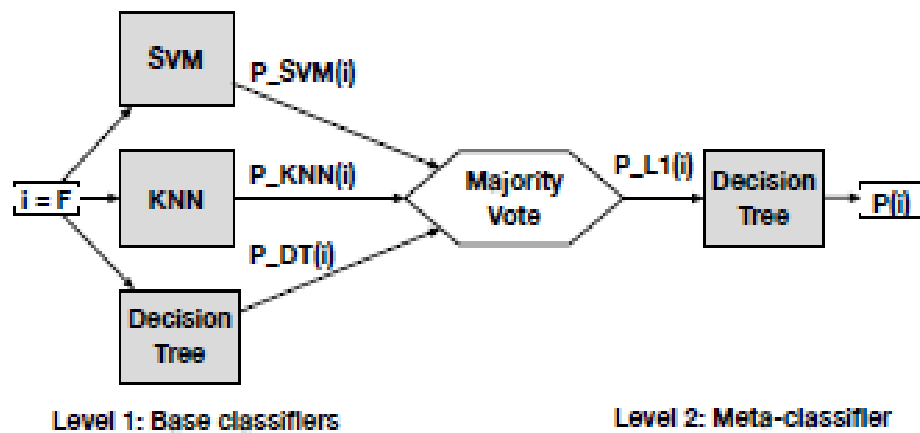 SVM
P_SVM(i)
i = F
KNN
P_KNN(i)
Majority
Vote
P_L1(i)
Decision
Tree
P(i)
P_DT(i)
Decision
Tree
Level 1: Base classifiers
Level 2: Meta-classifier